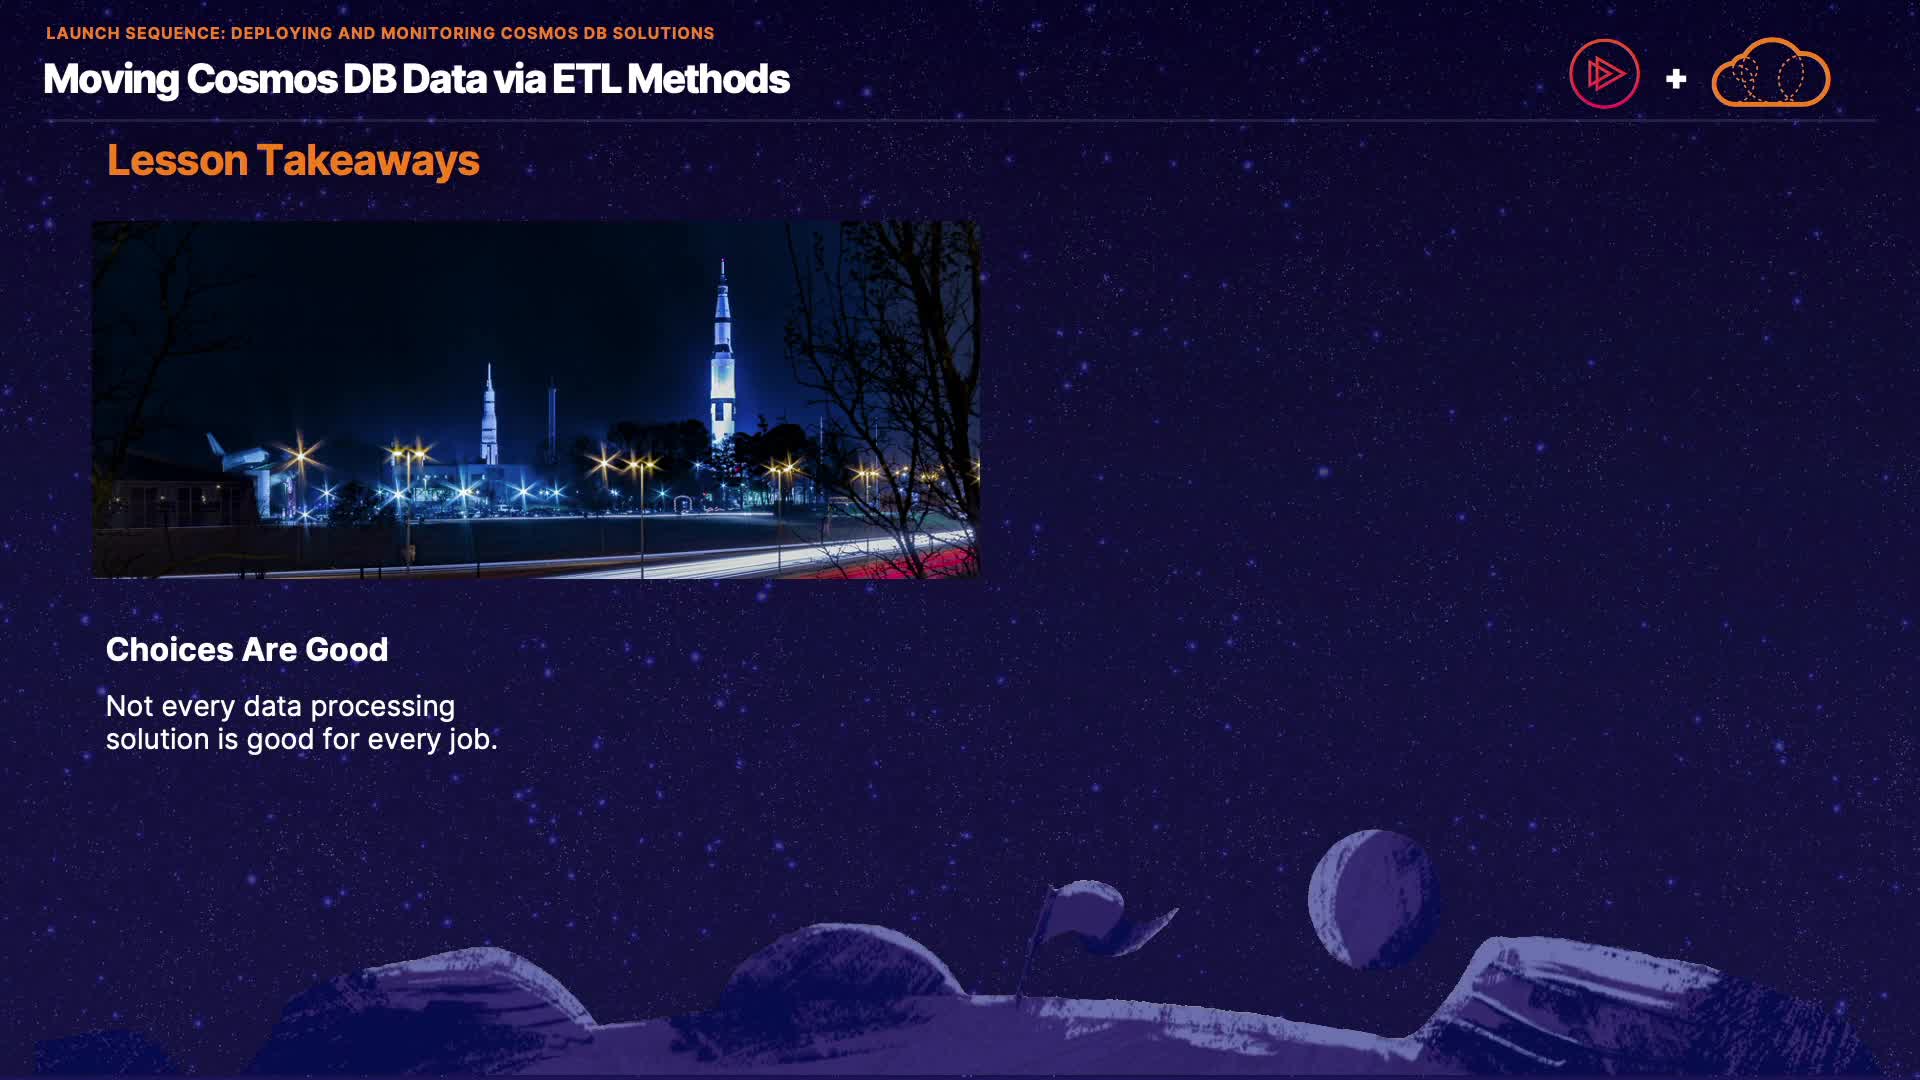 LAUNCH SEQUENCE: DEPLOYING AND MONITORING COSMOS DB SOLUTIONS
Moving Cosmos DB Data via ETL Methods
+
Lesson Takeaways
Choices Are Good
Not every data processing
solution is good for every job.